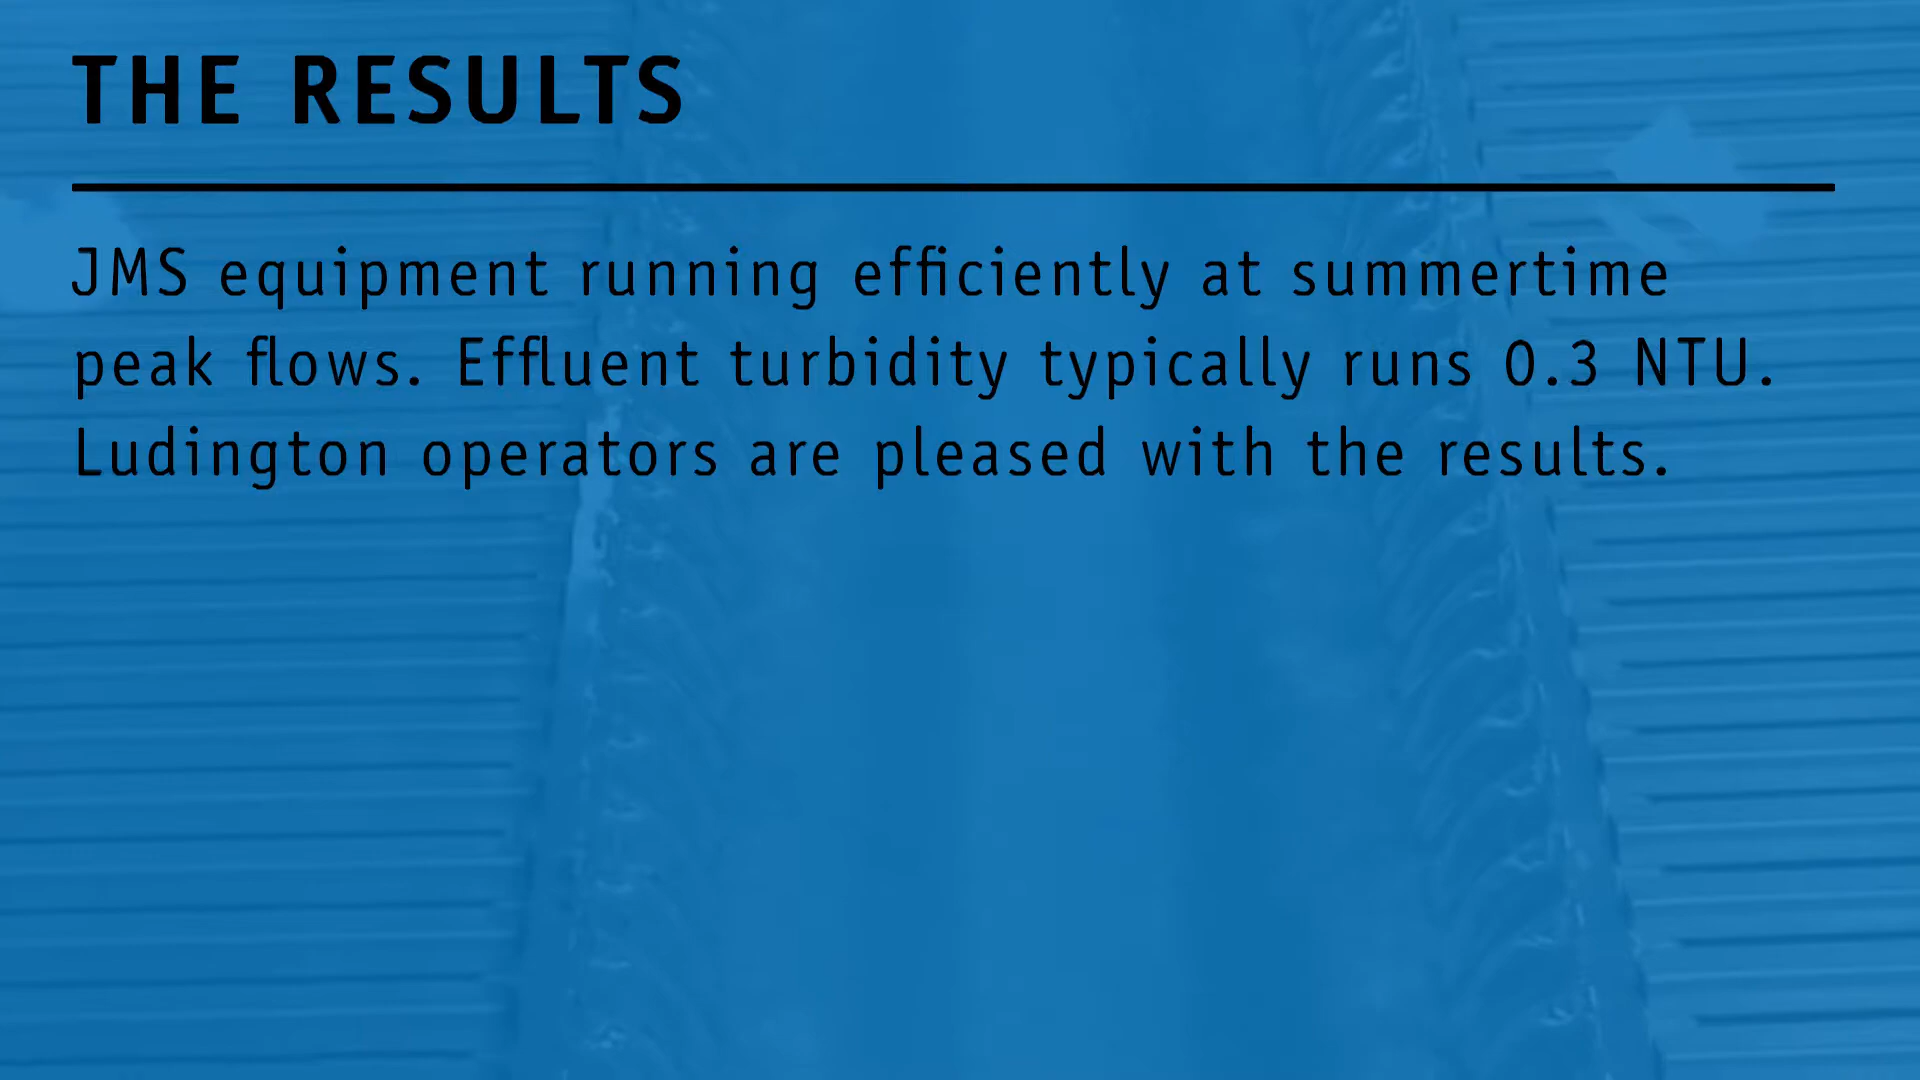 THE RESULTS
JMS equipment running efficiently at summertime
peak flows. Effluent turbidity typically runs 0.3 NTU.
Ludington operators are pleased with the results.